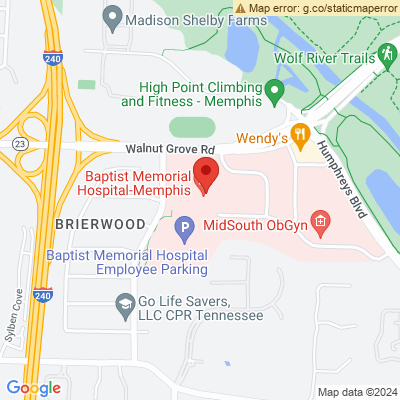 Map error: g.co/staticmaperror
Madison Shelby Farms
240
Wolf River Trails
High Point Climbing
and Fitness - Memphis
Wendy's
23
Walnut Grove Rd
Humphreys Blvd
Baptist Memorial
Hospital-Memphis
BRIERWOOD
MidSouth ObGyn
P
Baptist Memorial Hospital
Employee Parking
240
Sylben Cove
Go Life Savers,
LLC CPR Tennessee
Google
Map data ©2024